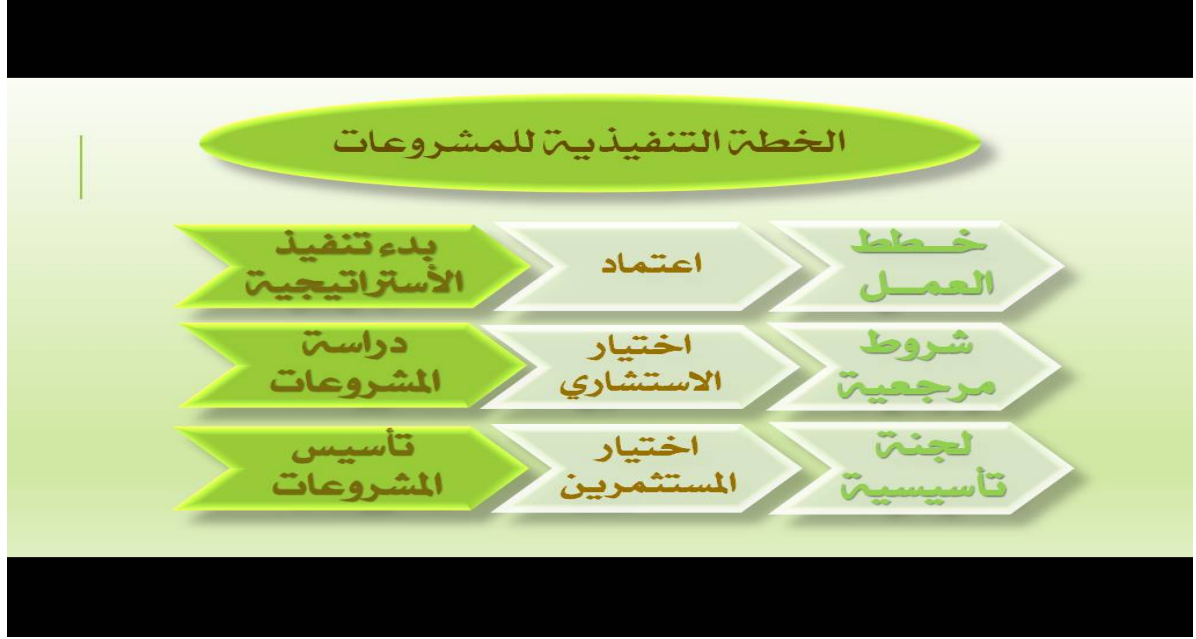 الخطة التنفيذية للمشروعات
بدء تنفيذ
الأستراتيجية
اعتماد
خطط
العمل
دراسة
المشروعات
اختيار
الاستشاري
شروط
مرجعية
تأسيس
المشروعات
اختيار
المستثمرين
لجنة
تأسيسية